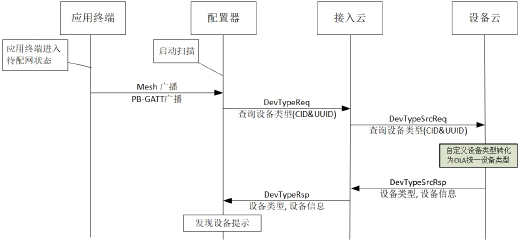 应用终端
配置器
接入云
设备云
应用终端进入
待配网状态
启动扫描
Mesh 广播
PB-GATT广播
DevTypeReq
查询设备类型(CID&UUID)
DevTypeSrcReq
查询设备类型(CID&UUID)
自定义设备类型转化
为OLA统一设备类型
DevTypeSrcRsp
设备类型, 设备信息
DevTypeRsp
设备类型, 设备信息
发现设备提示